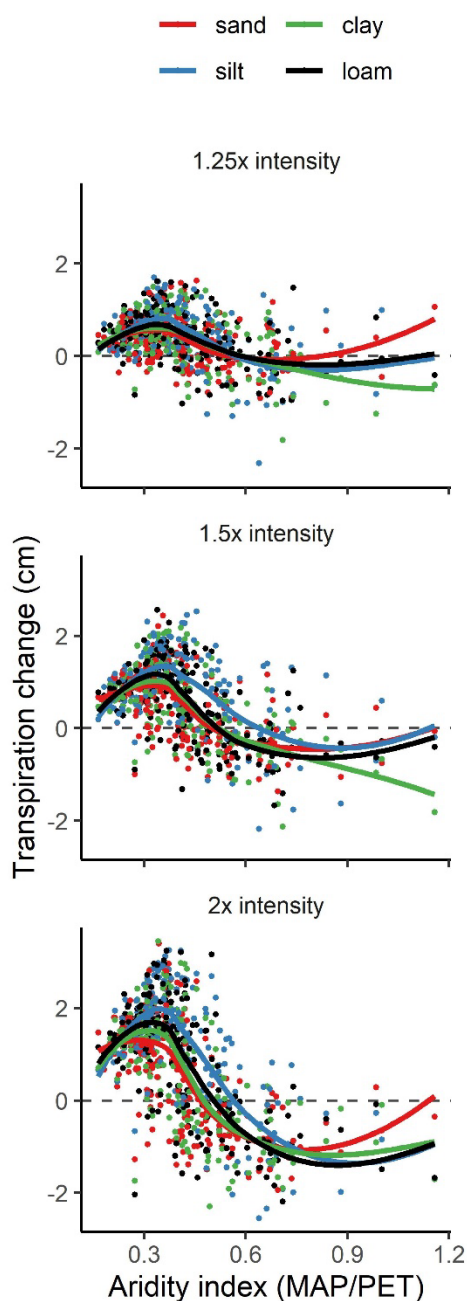 sand clay
silt loam
1.25x intensity
2
0
-2
1.5x intensity
2
0
-2
Transpiration change (cm)
2x intensity
2
0
-2
0.3 0.6 0.9 1.2
Aridity index (MAP/PET)